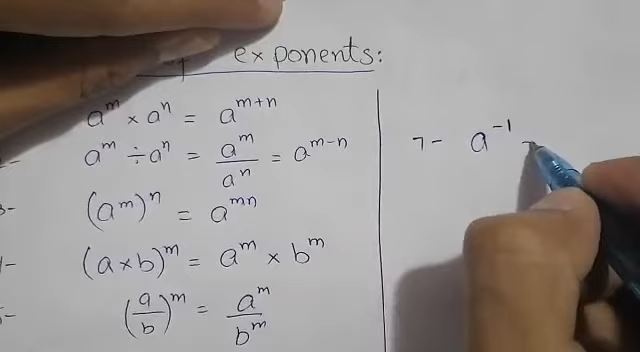 exponents:
a^m × a^n = a^{m+n}
a^m ÷ a^n = a^m/a^n = a^{m-n}
3- (a^m)^n = a^{mn}
(a × b)^m = a^m × b^m
(a/b)^m = a^m/b^m
7- a^{-1}